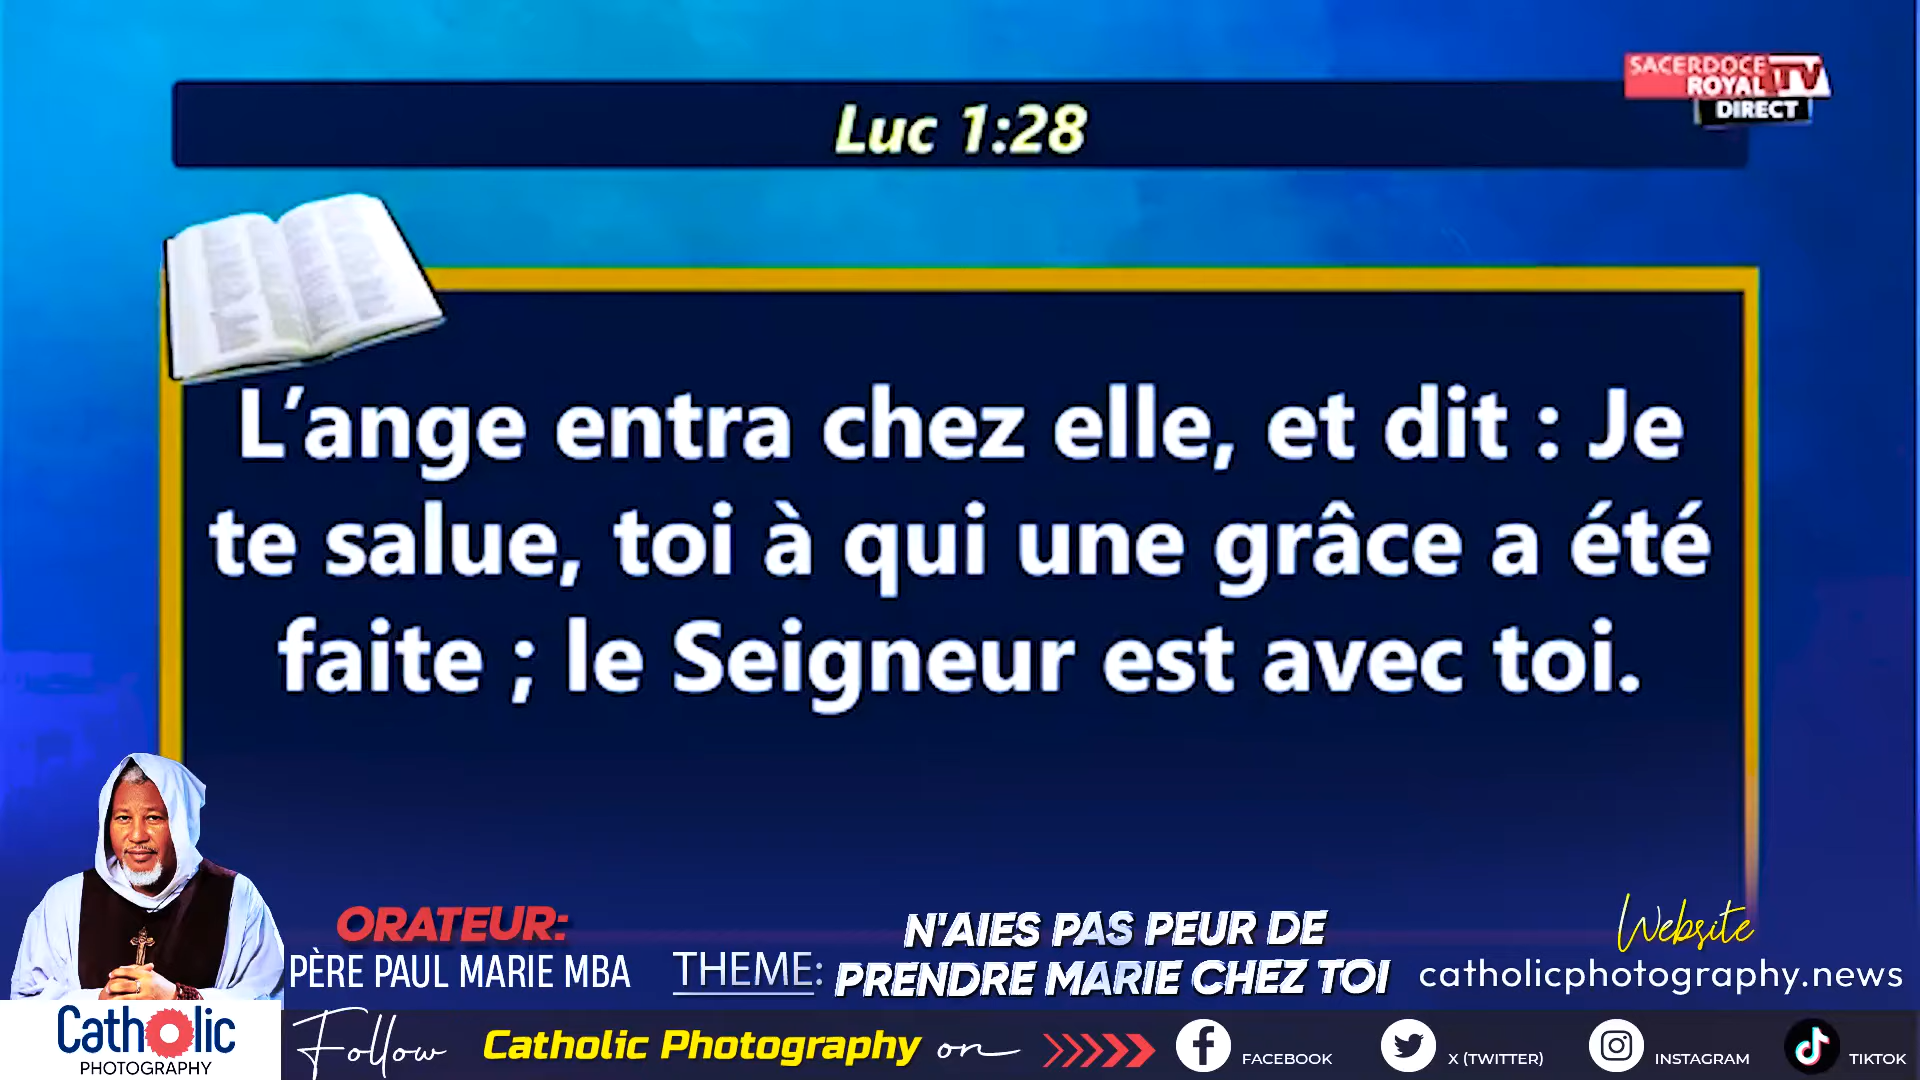 SACERDOCE
ROYAL TV
DIRECT
Luc 1:28
L’ange entra chez elle, et dit : Je
te salue, toi à qui une grâce a été
faite ; le Seigneur est avec toi.
ORATEUR:
PÈRE PAUL MARIE MBA
THEME:
N'AIES PAS PEUR DE
PRENDRE MARIE CHEZ TOI
Website
catholicphotography.news
Catholic
PHOTOGRAPHY
Follow Catholic Photography on
FACEBOOK
X (TWITTER)
INSTAGRAM
TIKTOK